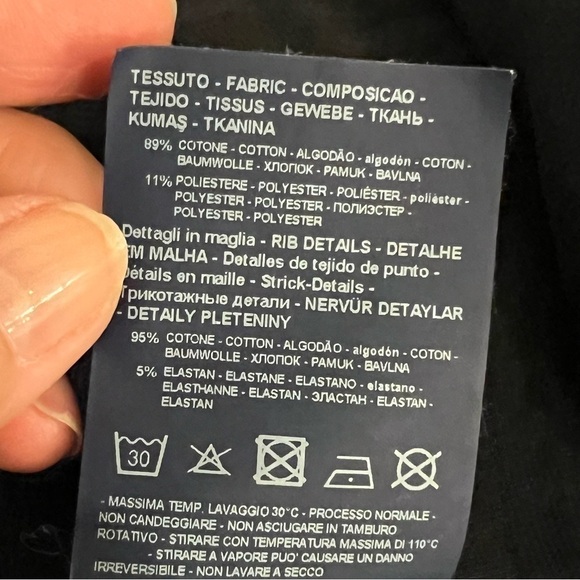 TESSUTO - FABRIC - COMPOSICAO -
TEJIDO - TISSUS - GEWEBE - ТКАНЬ -
KUMAŞ - TKANINA
89% COTONE - COTTON - ALGODÃO - algodón - COTON -
BAUMWOLLE - ХЛОПОК - PAMUK - BAVLNA
11% POLIESTERE - POLYESTER - POLIÉSTER - poliéster -
POLYESTER - POLYESTER - ПОЛИЭСТЕР -
POLYESTER - POLYESTER
Dettagli in maglia - RIB DETAILS - DETALHE
EM MALHA - Detalles de tejido de punto -
Détails en maille - Strick-Details -
Трикотажные детали - NERVÜR DETAYLAR
- DETAILY PLETENINY
95% COTONE - COTTON - ALGODÃO - algodón - COTON -
BAUMWOLLE - ХЛОПОК - PAMUK - BAVLNA
5% ELASTAN - ELASTANE - ELASTANO - elastano -
ELASTHANNE - ELASTAN - ЭЛАСТАН - ELASTAN -
ELASTAN
30
- MASSIMA TEMP. LAVAGGIO 30°C - PROCESSO NORMALE -
NON CANDEGGIARE - NON ASCIUGARE IN TAMBURO
ROTATIVO - STIRARE CON TEMPERATURA MASSIMA DI 110°C
- STIRARE A VAPORE PUO' CAUSARE UN DANNO
IRREVERSIBILE - NON LAVARE A SECCO